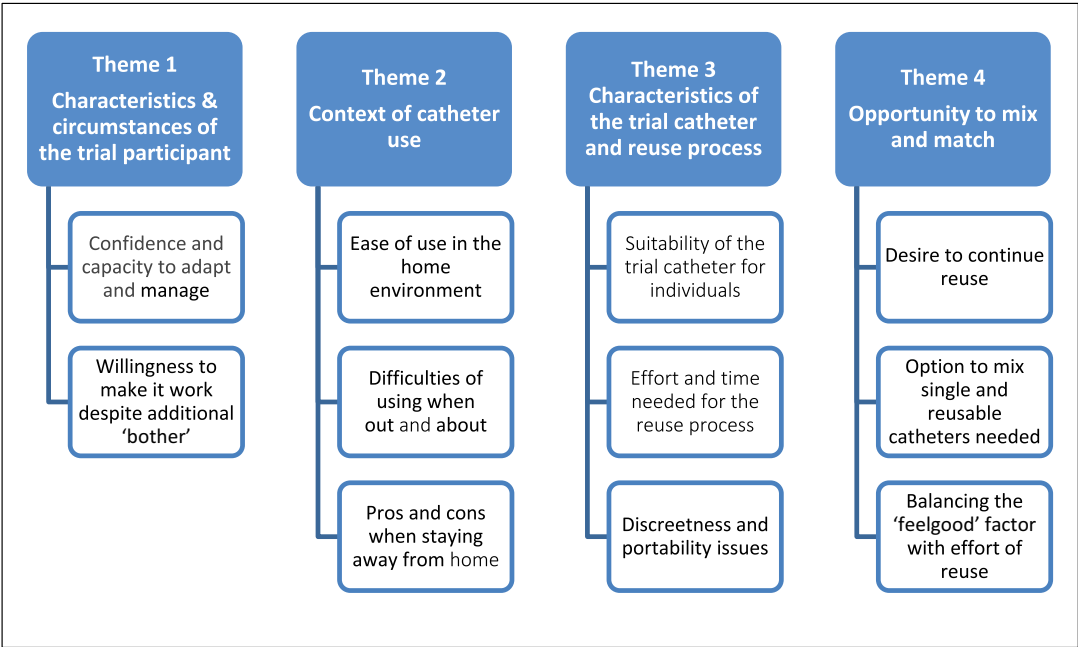 Theme 1
Characteristics &
circumstances of
the trial participant
Confidence and
capacity to adapt
and manage
Willingness to
make it work
despite additional
‘bother’
Theme 2
Context of catheter
use
Ease of use in the
home
environment
Difficulties of
using when
out and about
Pros and cons
when staying
away from home
Theme 3
Characteristics of
the trial catheter
and reuse process
Suitability of the
trial catheter for
individuals
Effort and time
needed for the
reuse process
Discreetness and
portability issues
Theme 4
Opportunity to mix
and match
Desire to continue
reuse
Option to mix
single and
reusable
catheters needed
Balancing the
‘feelgood’ factor
with effort of
reuse